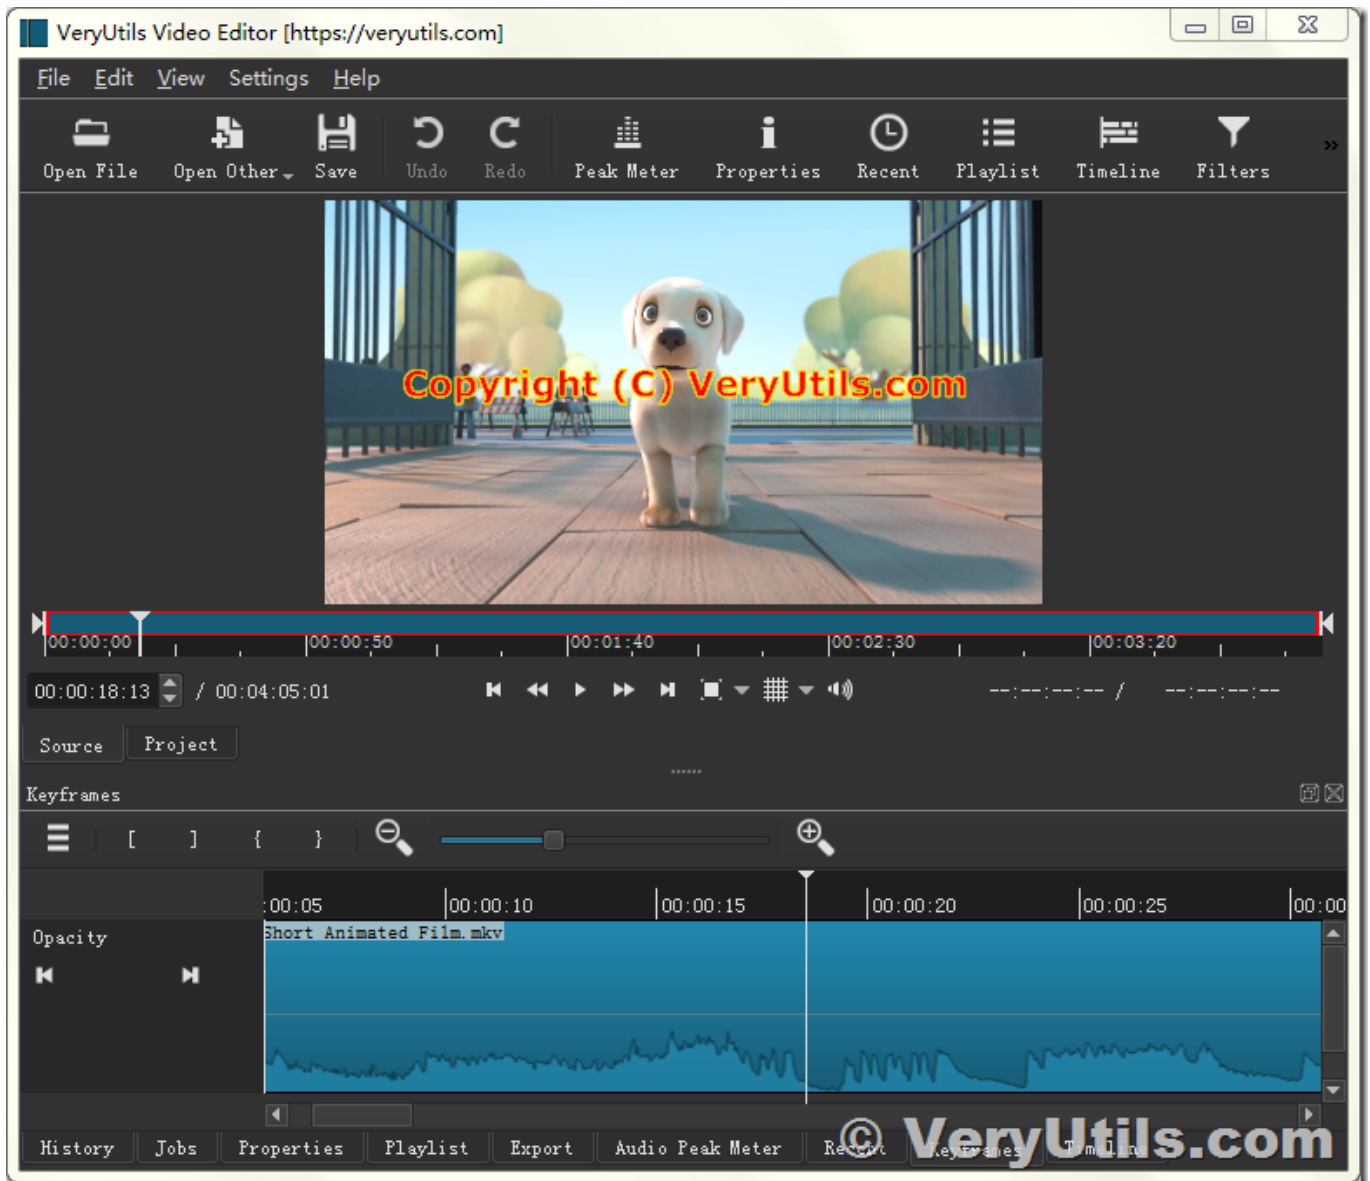 VeryUtils Video Editor [https://veryutils.com]
File Edit View Settings Help
Open File Open Other Save Undo Redo Peak Meter Properties Recent Playlist Timeline Filters »
Copyright (C) VeryUtils.com
00:00:00 00:00:50 00:01:40 00:02:30 00:03:20
00:00:18:13 / 00:04:05:01 --:--:--:-- / --:--:--:--
Source Project
Keyframes
[ ] { }
:00:05 00:00:10 00:00:15 00:00:20 00:00:25 00:00
Opacity Short Animated Film.mkv
History Jobs Properties Playlist Export Audio Peak Meter Recent Keyframes Timeline
© VeryUtils.com